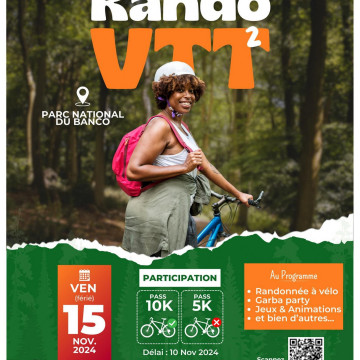 Rando
VTT²
PARC NATIONAL
DU BANCO
VEN
(férié)
15
NOV.
2024
PARTICIPATION
PASS
10K
PASS
5K
Délai : 10 Nov 2024
Au Programme
• Randonnée à vélo
• Garba party
• Jeux & Animations
• et bien d'autres...
Scannez